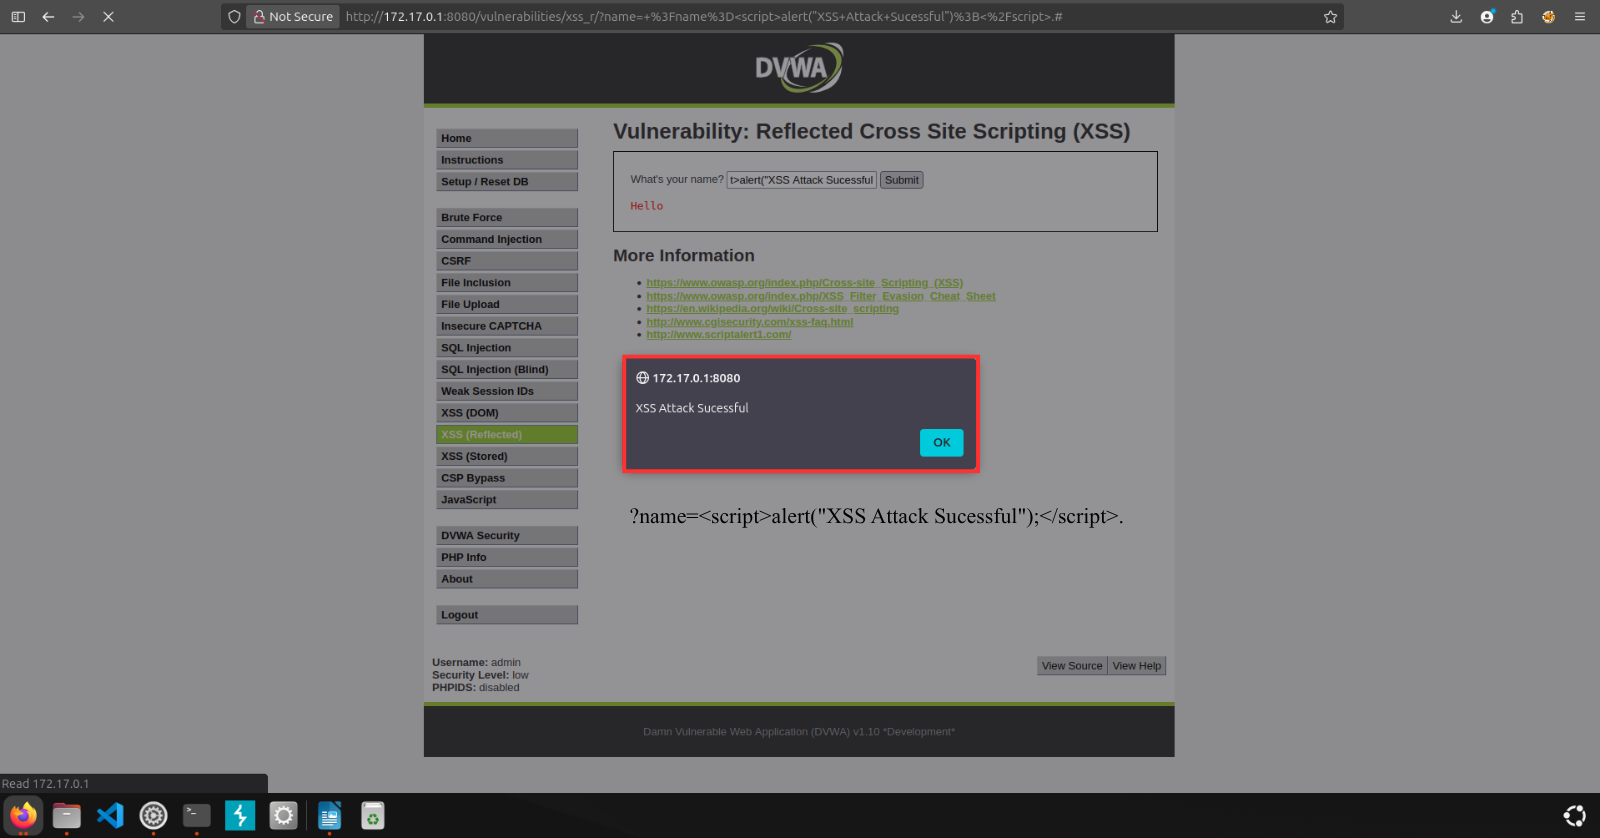 Not Secure
http://172.17.0.1:8080/vulnerabilities/xss_r/?name=+%3Fname%3D<script>alert("XSS+Attack+Sucessful")%3B<%2Fscript>.#
DVWA
Home
Instructions
Setup / Reset DB
Brute Force
Command Injection
CSRF
File Inclusion
File Upload
Insecure CAPTCHA
SQL Injection
SQL Injection (Blind)
Weak Session IDs
XSS (DOM)
XSS (Reflected)
XSS (Stored)
CSP Bypass
JavaScript
DVWA Security
PHP Info
About
Logout
Vulnerability: Reflected Cross Site Scripting (XSS)
What's your name? t>alert("XSS Attack Sucessful Submit
Hello
More Information
https://www.owasp.org/index.php/Cross-site_Scripting_(XSS)
https://www.owasp.org/index.php/XSS_Filter_Evasion_Cheat_Sheet
https://en.wikipedia.org/wiki/Cross-site_scripting
http://www.cgisecurity.com/xss-faq.html
http://www.scriptalert1.com/
172.17.0.1:8080
XSS Attack Sucessful
OK
?name=<script>alert("XSS Attack Sucessful");</script>.
Username: admin
Security Level: low
PHPIDS: disabled
View Source View Help
Damn Vulnerable Web Application (DVWA) v1.10 *Development*
Read 172.17.0.1